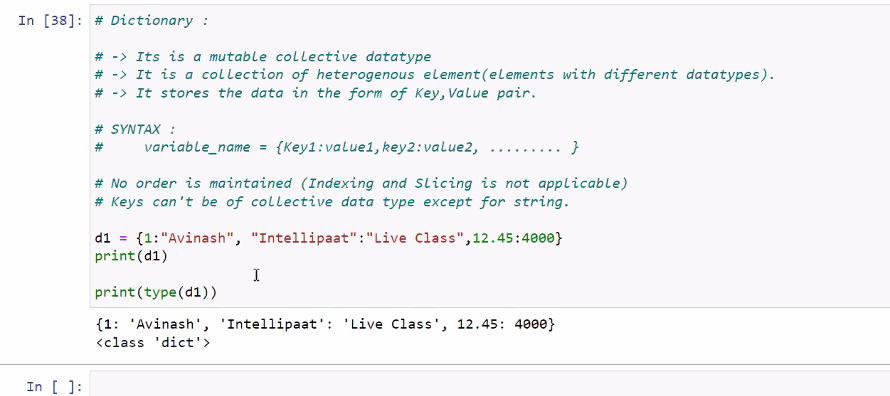 In [38]: # Dictionary :
# -> Its is a mutable collective datatype
# -> It is a collection of heterogenous element(elements with different datatypes).
# -> It stores the data in the form of Key,Value pair.
# SYNTAX :
#     variable_name = {Key1:value1,key2:value2, ......... }
# No order is maintained (Indexing and Slicing is not applicable)
# Keys can't be of collective data type except for string.
d1 = {1:"Avinash", "Intellipaat":"Live Class",12.45:4000}
print(d1)
print(type(d1))
{1: 'Avinash', 'Intellipaat': 'Live Class', 12.45: 4000}
<class 'dict'>
In [ ]: